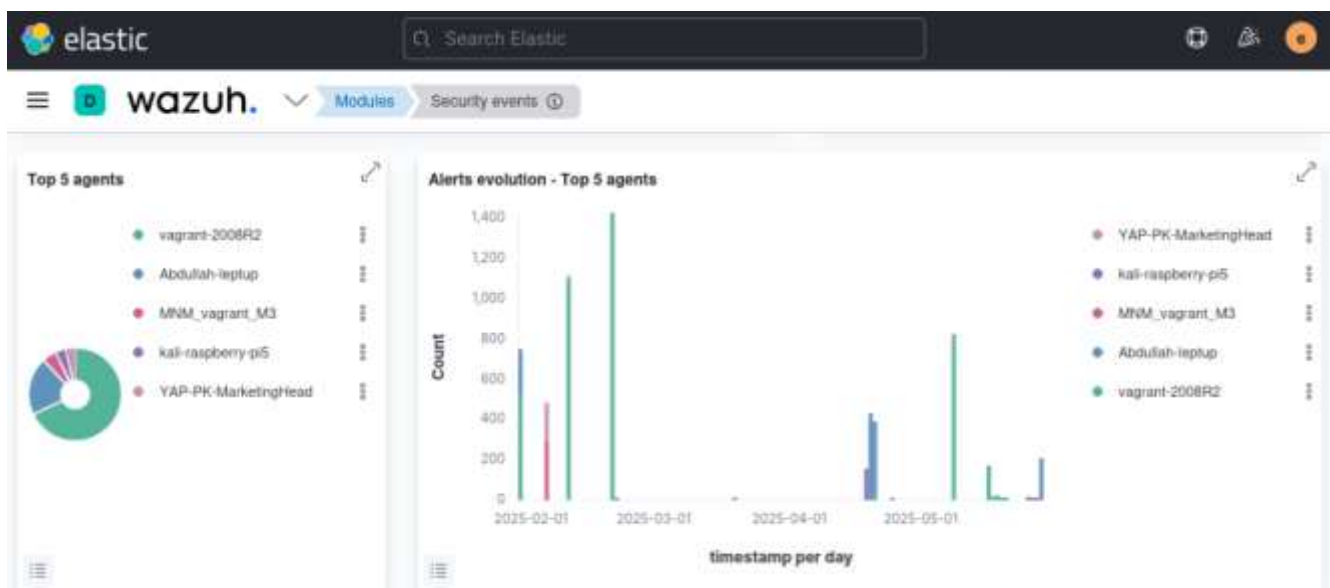 elastic
Search Elastic
e
D
wazuh.
Modules
Security events
Top 5 agents
vagrant-2008R2
Abdullah-leptup
MNM_vagrant_M3
kali-raspberry-pi5
YAP-PK-MarketingHead
Alerts evolution - Top 5 agents
Count
1,400
1,200
1,000
800
600
400
200
0
2025-02-01
2025-03-01
2025-04-01
2025-05-01
timestamp per day
YAP-PK-MarketingHead
kali-raspberry-pi5
MNM_vagrant_M3
Abdullah-leptup
vagrant-2008R2